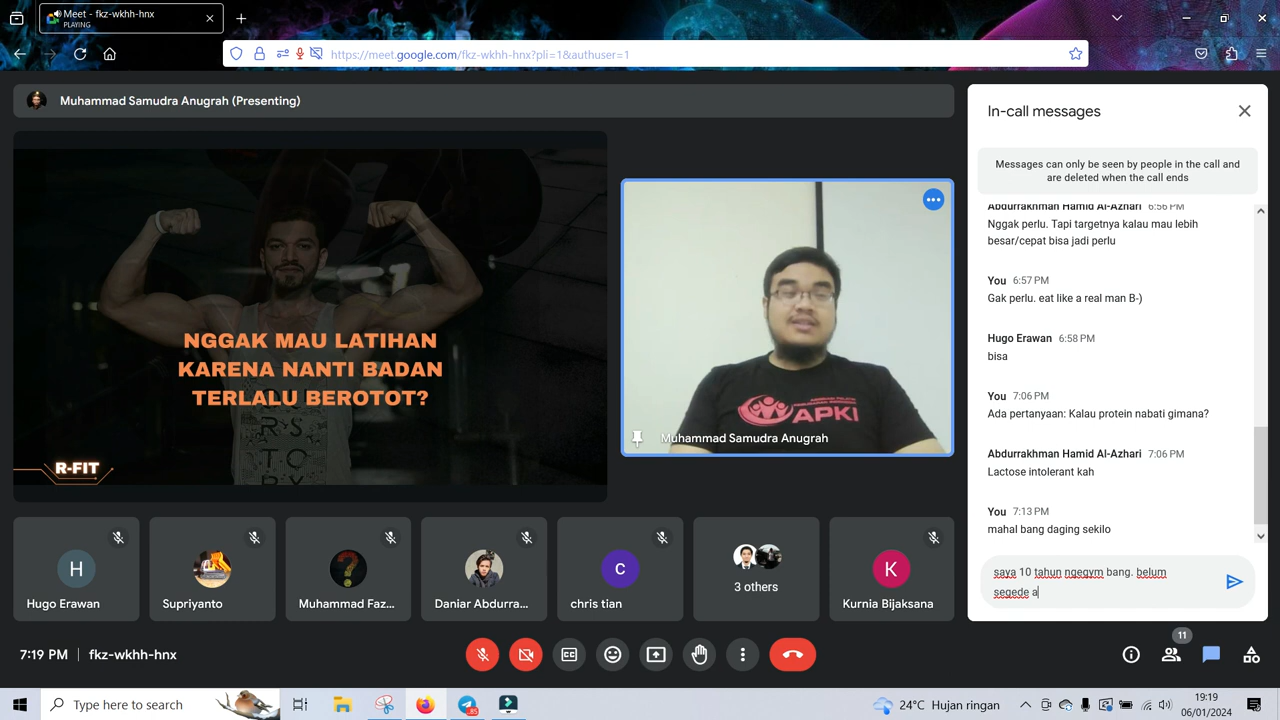 Meet - fkz-wkhh-hnx
PLAYING
https://meet.google.com/fkz-wkhh-hnx?pli=1&authuser=1
Muhammad Samudra Anugrah (Presenting)
NGGAK MAU LATIHAN
KARENA NANTI BADAN
TERLALU BEROTOT?
R-FIT
APKI
Muhammad Samudra Anugrah
In-call messages
Messages can only be seen by people in the call and
are deleted when the call ends
Abdurrakhman Hamid Al-Azhari 6:56 PM
Nggak perlu. Tapi targetnya kalau mau lebih
besar/cepat bisa jadi perlu
You 6:57 PM
Gak perlu. eat like a real man B-)
Hugo Erawan 6:58 PM
bisa
You 7:06 PM
Ada pertanyaan: Kalau protein nabati gimana?
Abdurrakhman Hamid Al-Azhari 7:06 PM
Lactose intolerant kah
You 7:13 PM
mahal bang daging sekilo
saya 10 tahun ngegym bang. belum
segede a
H
Hugo Erawan
Supriyanto
?
Muhammad Faz...
Daniar Abdurra...
c
chris tian
3 others
K
Kurnia Bijaksana
7:19 PM | fkz-wkhh-hnx
11
Type here to search
85
24°C Hujan ringan
19:19
06/01/2024